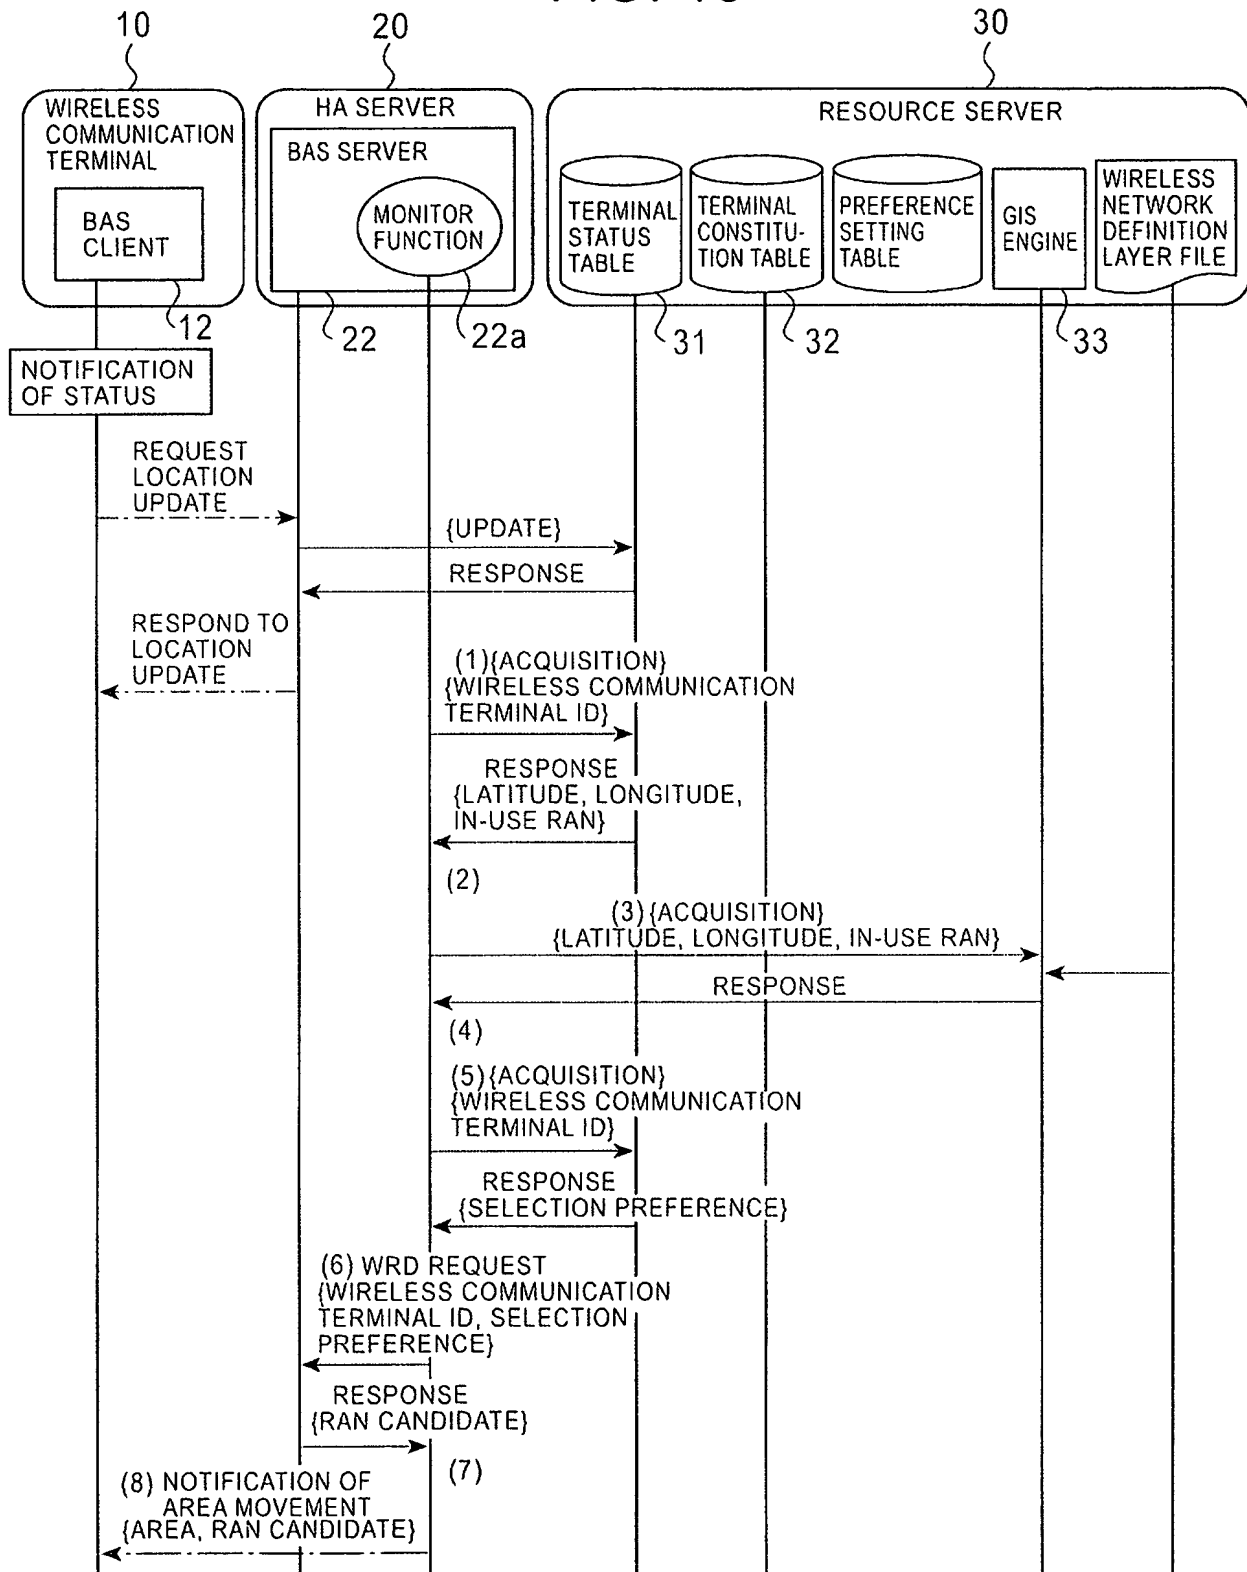 10
20
30
WIRELESS
COMMUNICATION
TERMINAL
HA SERVER
RESOURCE SERVER
BAS SERVER
BAS
CLIENT
MONITOR
FUNCTION
TERMINAL
STATUS
TABLE
TERMINAL
CONSTITU-
TION TABLE
PREFERENCE
SETTING
TABLE
GIS
ENGINE
WIRELESS
NETWORK
DEFINITION
LAYER FILE
12
22
22a
31
32
33
NOTIFICATION
OF STATUS
REQUEST
LOCATION
UPDATE
{UPDATE}
RESPONSE
RESPOND TO
LOCATION
UPDATE
(1){ACQUISITION}
{WIRELESS COMMUNICATION
TERMINAL ID}
RESPONSE
{LATITUDE, LONGITUDE,
IN-USE RAN}
(2)
(3){ACQUISITION}
{LATITUDE, LONGITUDE, IN-USE RAN}
RESPONSE
(4)
(5){ACQUISITION}
{WIRELESS COMMUNICATION
TERMINAL ID}
RESPONSE
{SELECTION PREFERENCE}
(6) WRD REQUEST
{WIRELESS COMMUNICATION
TERMINAL ID, SELECTION
PREFERENCE}
RESPONSE
{RAN CANDIDATE}
(7)
(8) NOTIFICATION OF
AREA MOVEMENT
{AREA, RAN CANDIDATE}